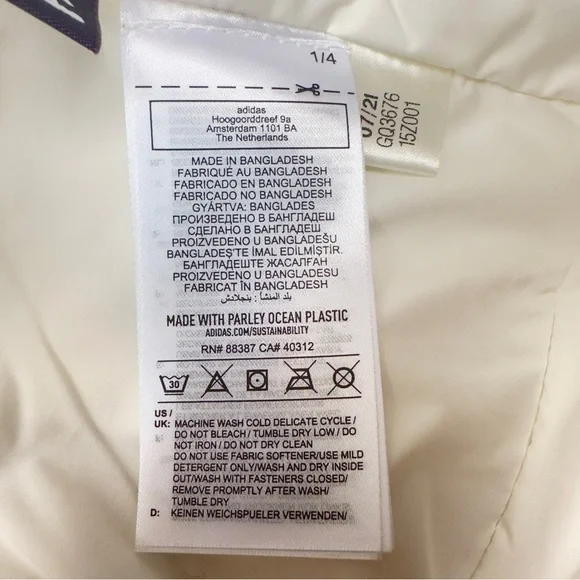 1/4
adidas
Hoogoorddreef 9a
Amsterdam 1101 BA
The Netherlands
MADE IN BANGLADESH
FABRIQUÉ AU BANGLADESH
FABRICADO EN BANGLADESH
FABRICADO NO BANGLADESH
GYÁRTVA: BANGLADES
ПРОИЗВЕДЕНО В БАНГЛАДЕШ
СДЕЛАНО В БАНГЛАДЕШ
PROIZVEDENO U BANGLADEŠU
BANGLADEŞ'TE İMAL EDİLMİŞTİR.
БАНГЛАДЕШТЕ ЖАСАЛҒАН
PROIZVEDENO U BANGLADEŠU
FABRICAT ÎN BANGLADESH
بلد المنشأ : بنجلادش
MADE WITH PARLEY OCEAN PLASTIC
ADIDAS.COM/SUSTAINABILITY
RN# 88387 CA# 40312
30
US /
UK: MACHINE WASH COLD DELICATE CYCLE /
DO NOT BLEACH / TUMBLE DRY LOW / DO
NOT IRON / DO NOT DRY CLEAN
DO NOT USE FABRIC SOFTENER/USE MILD
DETERGENT ONLY/WASH AND DRY INSIDE
OUT/WASH WITH FASTENERS CLOSED/
REMOVE PROMPTLY AFTER WASH/
TUMBLE DRY
D: KEINEN WEICHSPUELER VERWENDEN/
07/21
GQ3676
15Z001